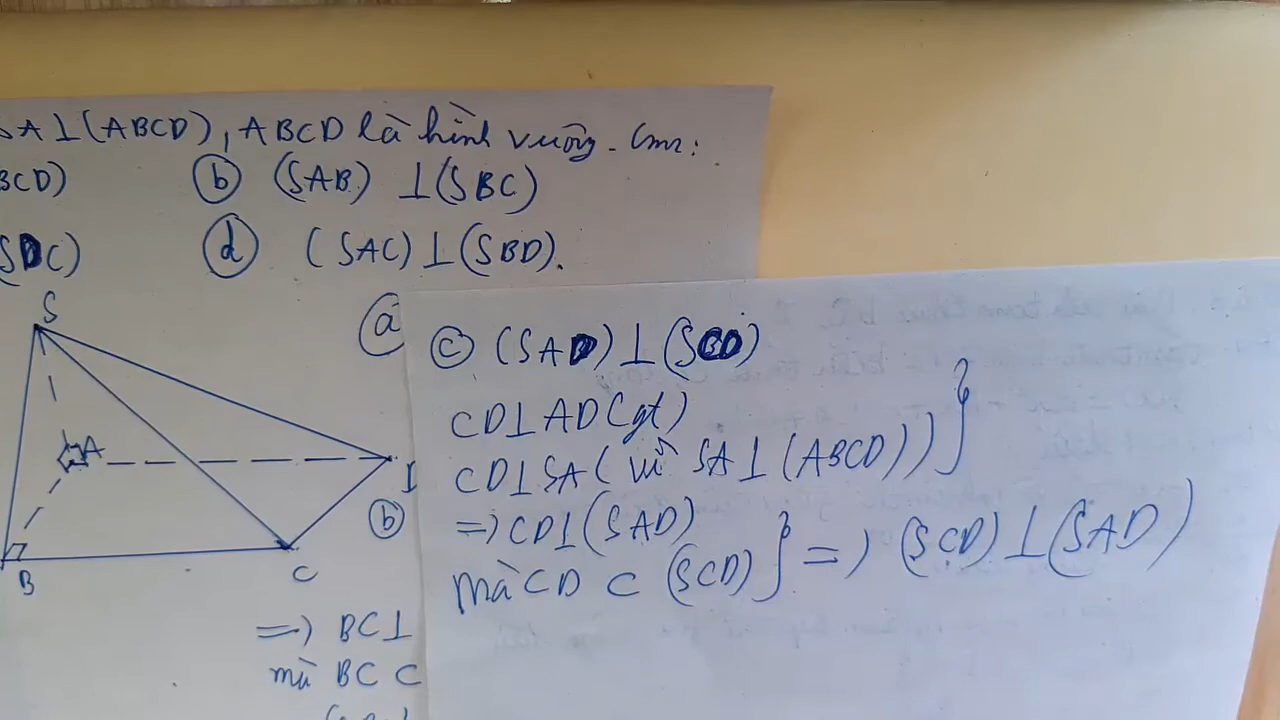 SA⊥(ABCD), ABCD là hình vuông. Cmr:
BCD) ⓑ (SAB) ⊥(SBC)
SDC) ⓓ (SAC)⊥(SBD).
S
A
B
C
ⓐ
ⓑ
=) BC⊥
mà BC ⊂
ⓒ (SAD)⊥(SCD)
CD⊥AD(gt)
CD⊥SA( vì SA⊥(ABCD)) }
=) CD⊥(SAD)
mà CD ⊂ (SCD) } =) (SCD)⊥(SAD)